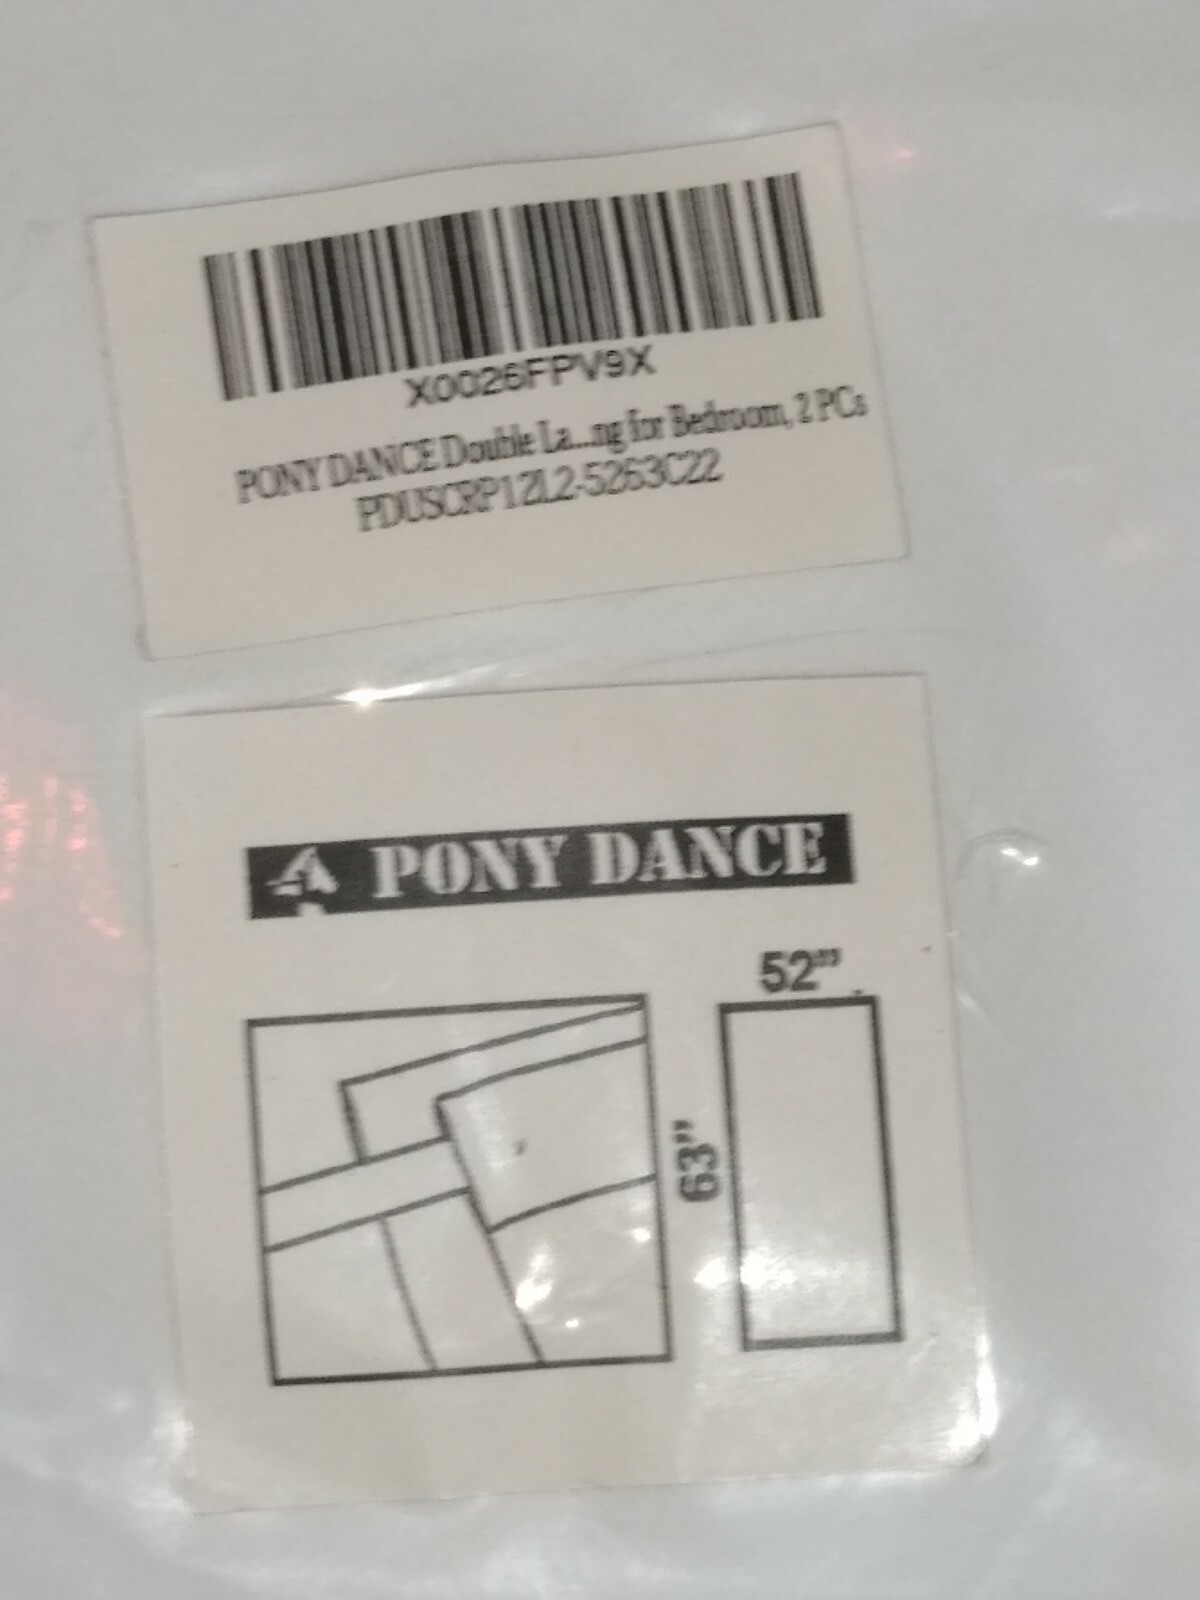 X0026FPV9X
PONY DANCE Double La...ng for Bedroom, 2 PCs
PDUSCRP12L2-5263C22
PONY DANCE
52”
63”